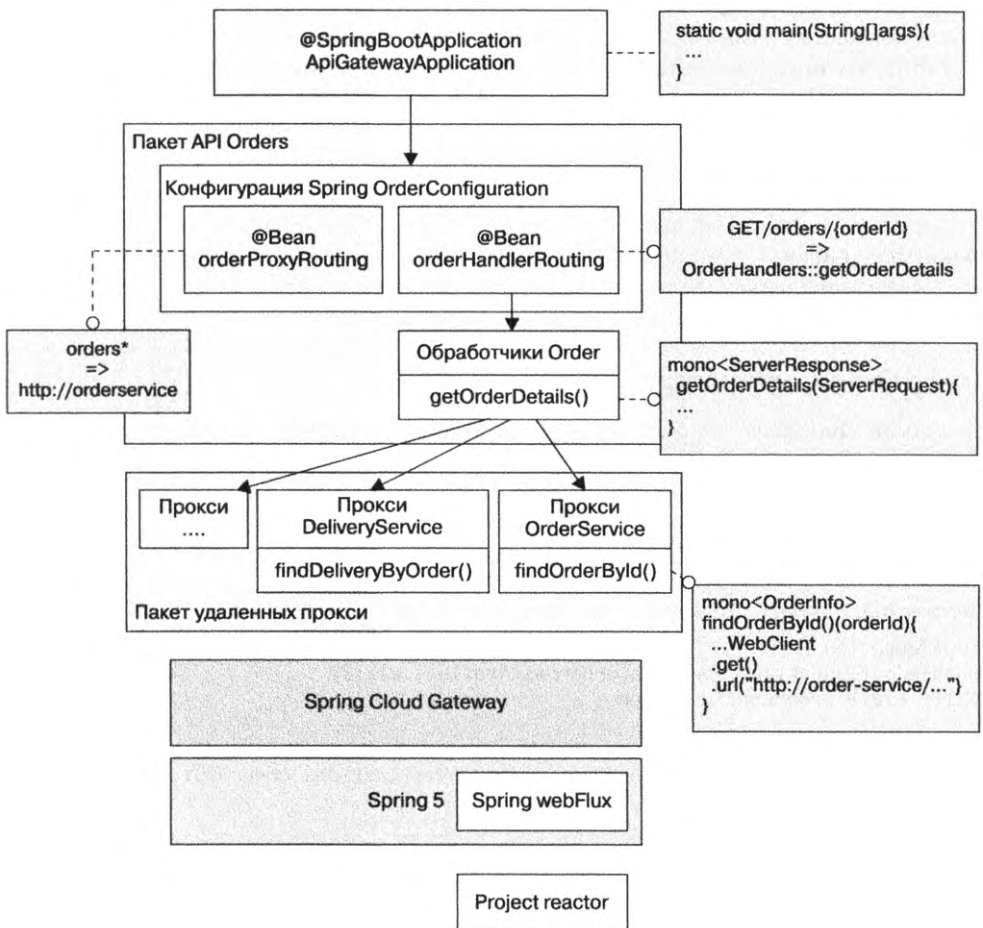 @SpringBootApplication
ApiGatewayApplication
static void main(String[]args){
...
}
Пакет API Orders
Конфигурация Spring OrderConfiguration
@Bean
orderProxyRouting
@Bean
orderHandlerRouting
GET/orders/{orderId}
=>
OrderHandlers::getOrderDetails
orders*
=>
http://orderservice
Обработчики Order
getOrderDetails()
mono<ServerResponse>
getOrderDetails(ServerRequest){
...
}
Прокси
....
Прокси
DeliveryService
findDeliveryByOrder()
Прокси
OrderService
findOrderById()
Пакет удаленных прокси
mono<OrderInfo>
findOrderById()(orderId){
...WebClient
.get()
.url("http://order-service/..."}
}
Spring Cloud Gateway
Spring 5
Spring webFlux
Project reactor